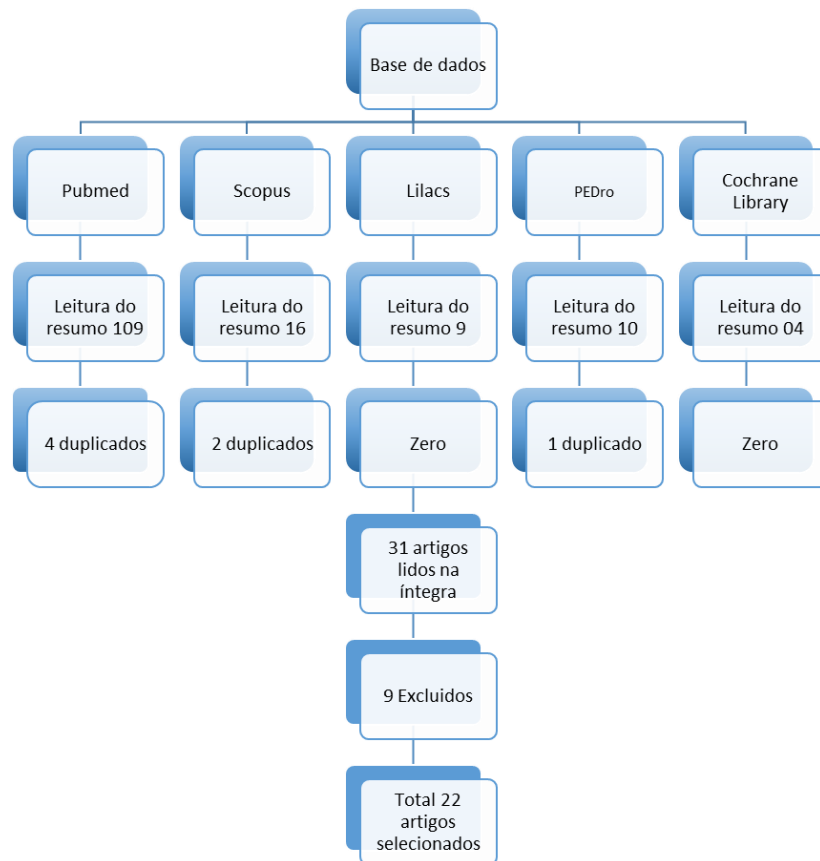 Base de dados
Pubmed
Scopus
Lilacs
PEDro
Cochrane
Library
Leitura do
resumo 109
Leitura do
resumo 16
Leitura do
resumo 9
Leitura do
resumo 10
Leitura do
resumo 04
4 duplicados
2 duplicados
Zero
1 duplicado
Zero
31 artigos
lidos na
íntegra
9 Excluidos
Total 22
artigos
selecionados